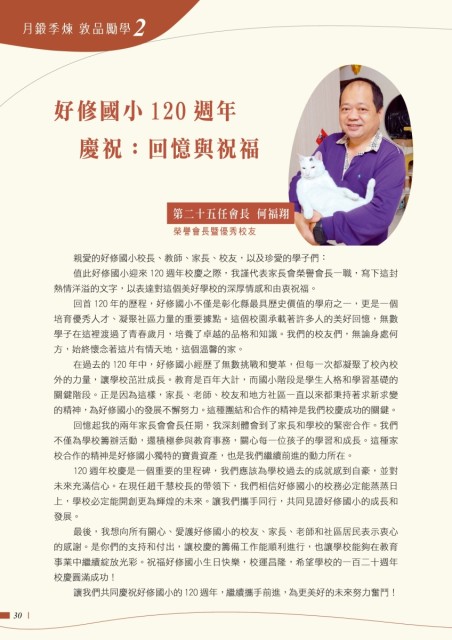 月鍛季煉 敦品勵學2
好修國小 120 週年
慶祝：回憶與祝福
第二十五任會長 何福翔
榮譽會長暨優秀校友
親愛的好修國小校長、教師、家長、校友，以及珍愛的學子們：
值此好修國小迎來 120 週年校慶之際，我謹代表家長會榮譽會長一職，寫下這封
熱情洋溢的文字，以表達對這個美好學校的深厚情感和由衷祝福。
回首 120 年的歷程，好修國小不僅是彰化縣最具歷史價值的學府之一，更是一個
培育優秀人才、凝聚社區力量的重要據點。這個校園承載著許多人的美好回憶，無數
學子在這裡渡過了青春歲月，培養了卓越的品格和知識。我們的校友們，無論身處何
方，始終懷念著這片有情天地，這個溫馨的家。
在過去的 120 年中，好修國小經歷了無數挑戰和變革，但每一次都凝聚了校內校
外的力量，讓學校茁壯成長。教育是百年大計，而國小階段是學生人格和學習基礎的
關鍵階段。正是因為這樣，家長、老師、校友和地方社區一直以來都秉持著求新求變
的精神，為好修國小的發展不懈努力。這種團結和合作的精神是我們校慶成功的關鍵。
回憶起我的兩年家長會會長任期，我深刻體會到了家長和學校的緊密合作。我們
不僅為學校籌辦活動，還積極參與教育事務，關心每一位孩子的學習和成長。這種家
校合作的精神是好修國小獨特的寶貴資產，也是我們繼續前進的動力所在。
120 週年校慶是一個重要的里程碑，我們應該為學校過去的成就感到自豪，並對
未來充滿信心。在現任趙千慧校長的帶領下，我們相信好修國小的校務必定能蒸蒸日
上，學校必定能開創更為輝煌的未來。讓我們攜手同行，共同見證好修國小的成長和
發展。
最後，我想向所有關心、愛護好修國小的校友、家長、老師和社區居民表示衷心
的感謝。是你們的支持和付出，讓校慶的籌備工作能順利進行，也讓學校能夠在教育
事業中繼續綻放光彩。祝福好修國小生日快樂，校運昌隆，希望學校的一百二十週年
校慶圓滿成功！
讓我們共同慶祝好修國小的 120 週年，繼續攜手前進，為更美好的未來努力奮鬥！
30